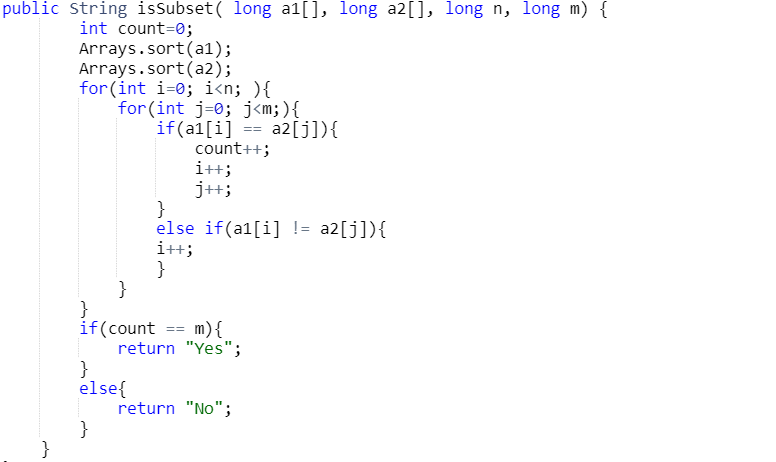 public String isSubset( long a1[], long a2[], long n, long m) {
int count=0;
Arrays.sort(a1);
Arrays.sort(a2);
for(int i=0; i<n; ){
for(int j=0; j<m;){
if(a1[i] == a2[j]){
count++;
i++;
j++;
}
else if(a1[i] != a2[j]){
i++;
}
}
}
if(count == m){
return "Yes";
}
else{
return "No";
}
}